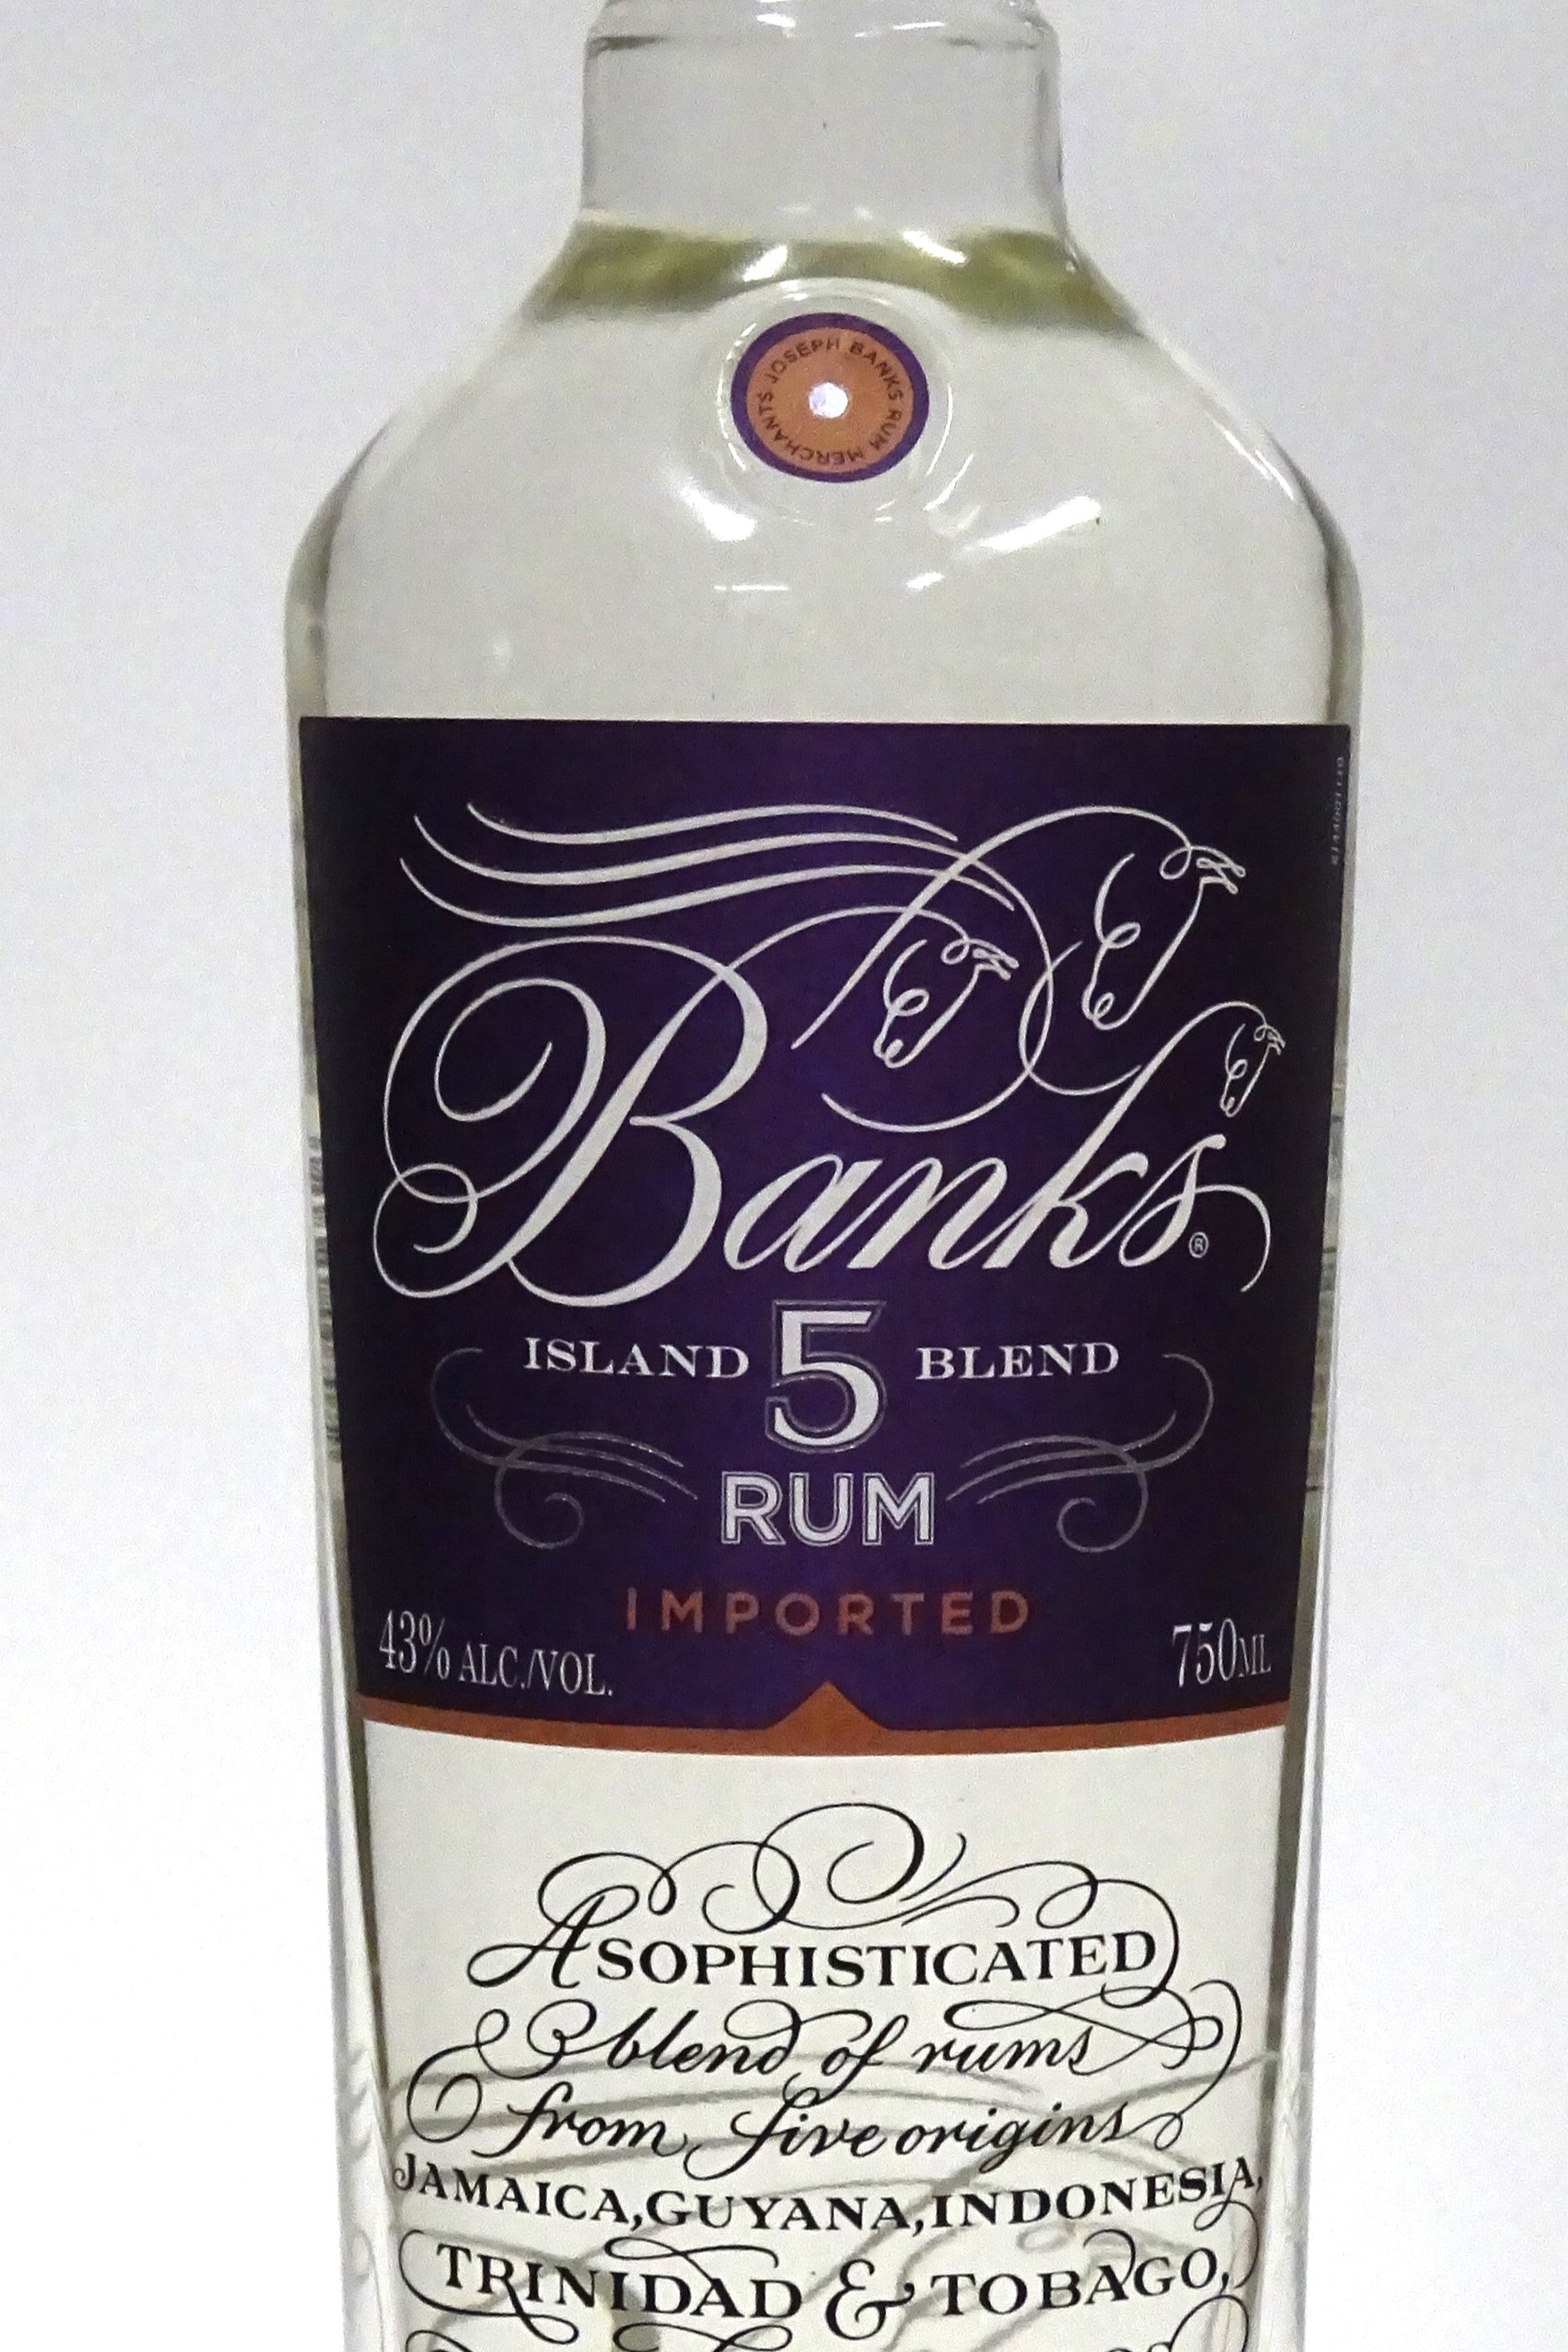 JOSEPH BANKS RUM MERCHANTS
Banks®
ISLAND 5 BLEND
RUM
IMPORTED
43% ALC./VOL. 750ML
A SOPHISTICATED
blend of rums
from five origins
JAMAICA, GUYANA, INDONESIA,
TRINIDAD & TOBAGO,